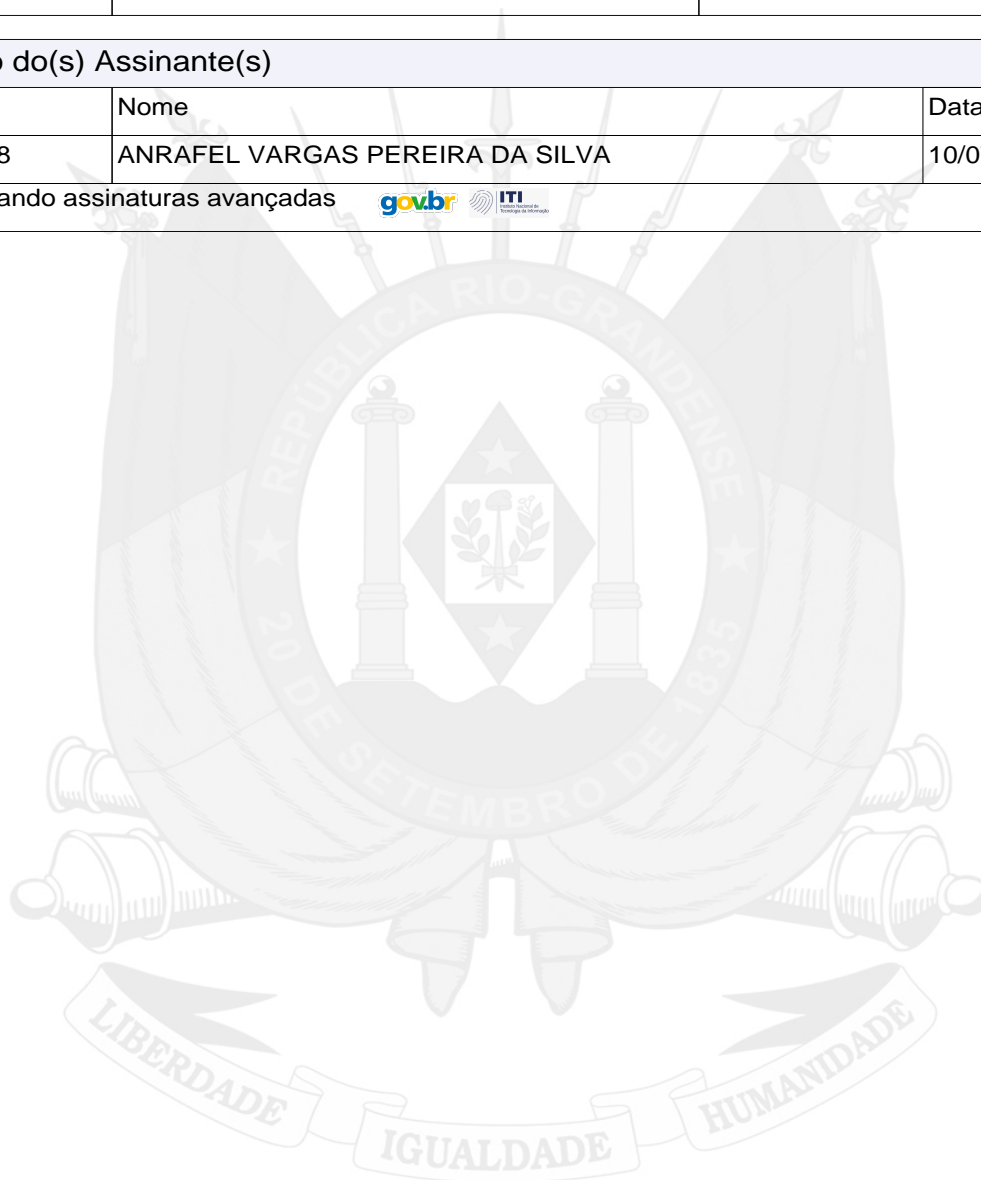 o do(s) Assinante(s)
Nome Data
8 ANRAFEL VARGAS PEREIRA DA SILVA 10/0
ando assinaturas avançadas gov.br ITI
REPÚBLICA RIO-GRANDENSE
20 DE SETEMBRO DE 1835
LIBERDADE IGUALDADE HUMANIDADE